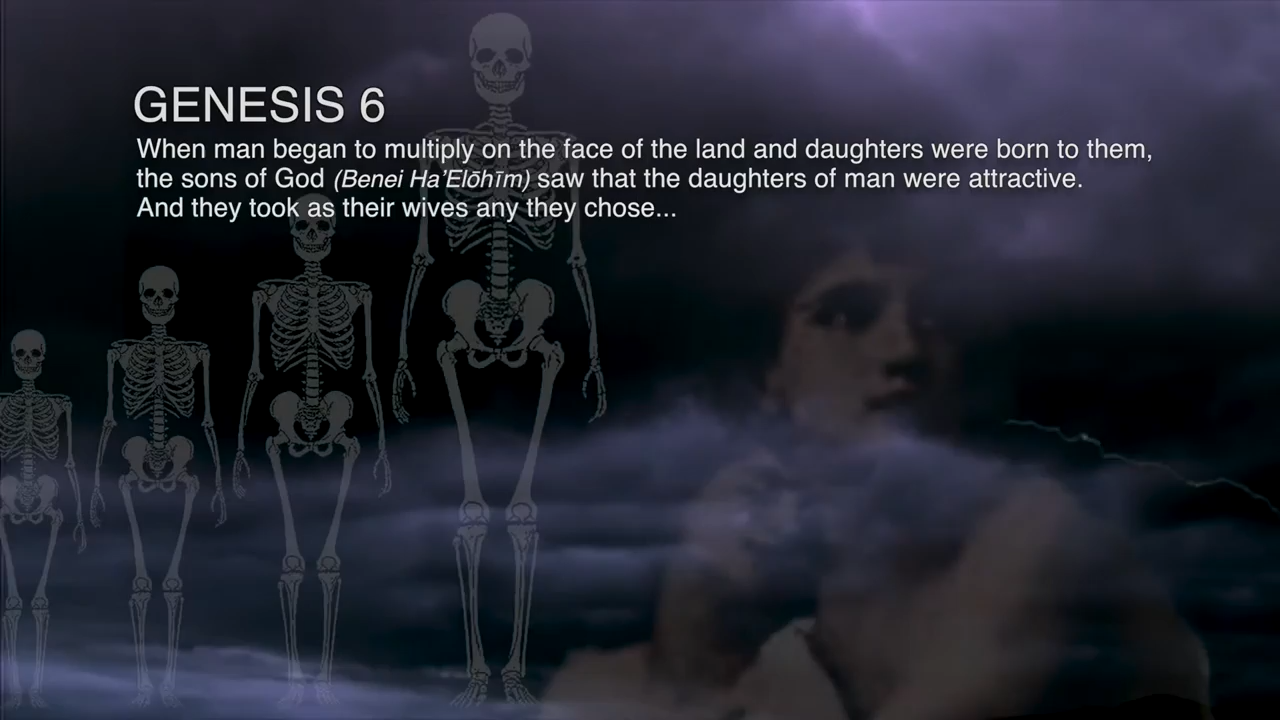 GENESIS 6
When man began to multiply on the face of the land and daughters were born to them,
the sons of God (Benei Ha’Elōhīm) saw that the daughters of man were attractive.
And they took as their wives any they chose...